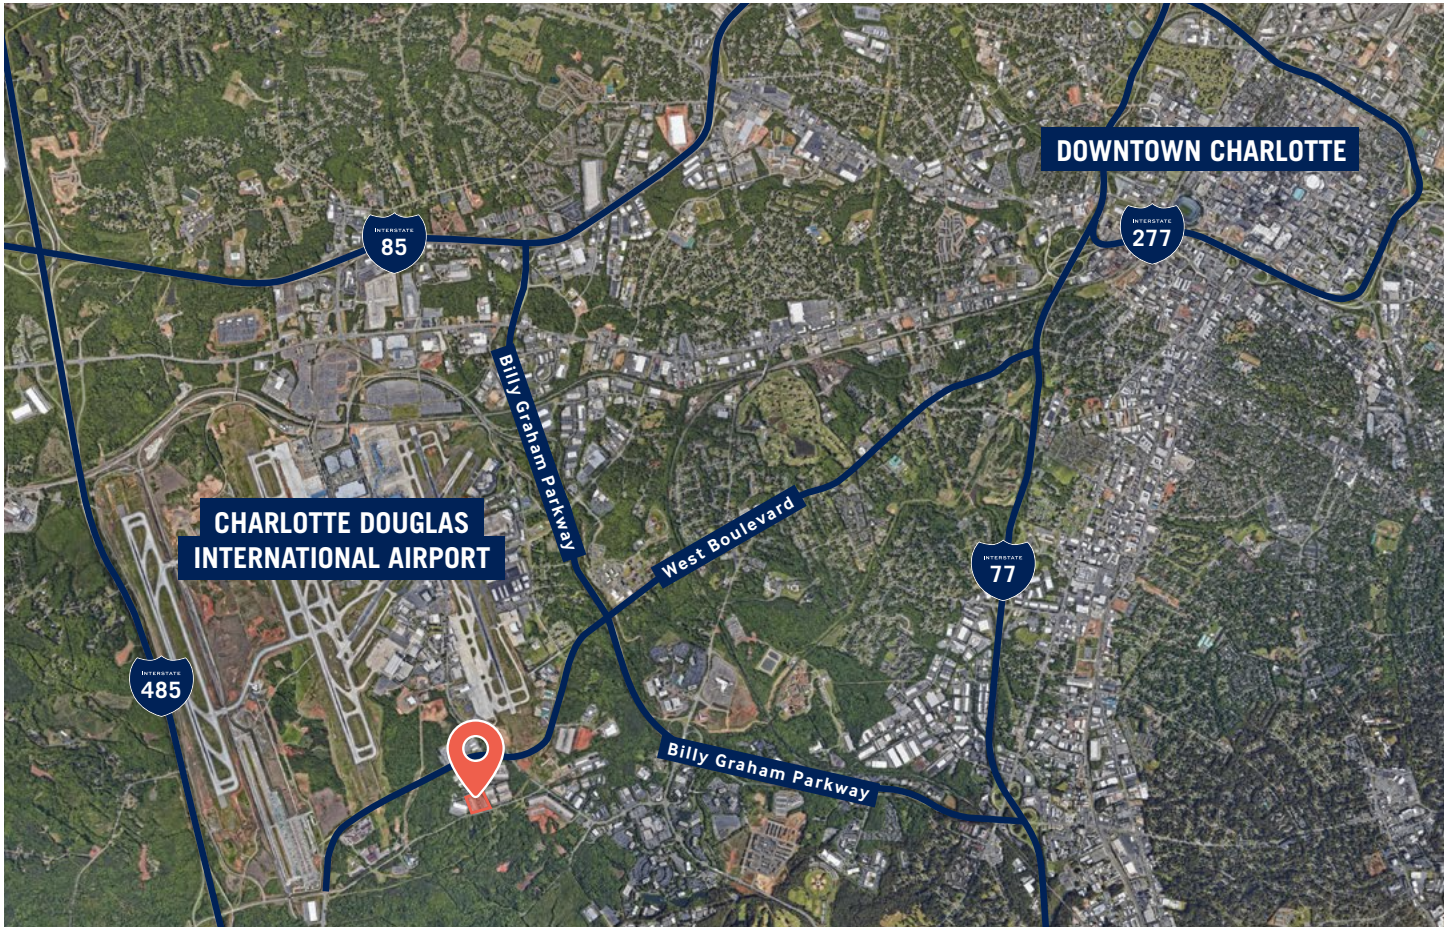 DOWNTOWN CHARLOTTE
INTERSTATE
277
INTERSTATE
85
Billy Graham Parkway
CHARLOTTE DOUGLAS
INTERNATIONAL AIRPORT
West Boulevard
INTERSTATE
77
INTERSTATE
485
Billy Graham Parkway